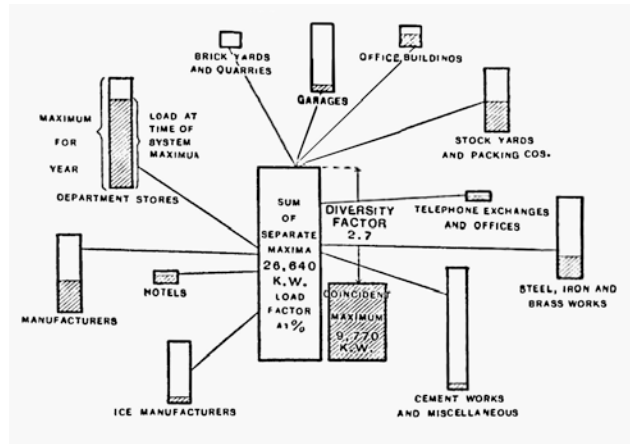 BRICK YARDS
AND QUARRIES
OFFICE BUILDINGS
GARAGES
STOCK YARDS
AND PACKING COS.
MAXIMUM
FOR
YEAR
LOAD AT
TIME OF
SYSTEM
MAXIMUM
DEPARTMENT STORES
SUM
OF
SEPARATE
MAXIMA
26,640
K.W.
LOAD
FACTOR
41%
DIVERSITY
FACTOR
2.7
TELEPHONE EXCHANGES
AND OFFICES
STEEL, IRON AND
BRASS WORKS
MANUFACTURERS
HOTELS
COINCIDENT
MAXIMUM
9,770
K.W.
ICE MANUFACTURERS
CEMENT WORKS
AND MISCELLANEOUS